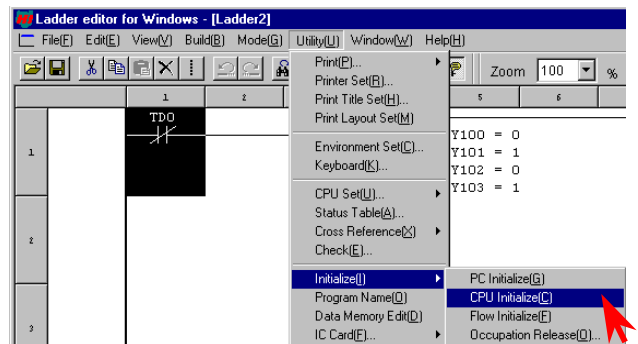 Ladder editor for Windows - [Ladder2]
File(F) Edit(E) View(V) Build(B) Mode(G) Utility(U) Window(W) Help(H)
Zoom 100 %
1 2 5 6
TD0
1
2
3
Y100 = 0
Y101 = 1
Y102 = 0
Y103 = 1
Print(P)...
Printer Set(R)...
Print Title Set(H)...
Print Layout Set(M)
Environment Set(C)...
Keyboard(K)...
CPU Set(U)...
Status Table(A)...
Cross Reference(X)
Check(E)...
Initialize(I)
Program Name(O)
Data Memory Edit(D)
IC Card(F)...
PC Initialize(G)
CPU Initialize(C)
Flow Initialize(F)
Occupation Release(O)...